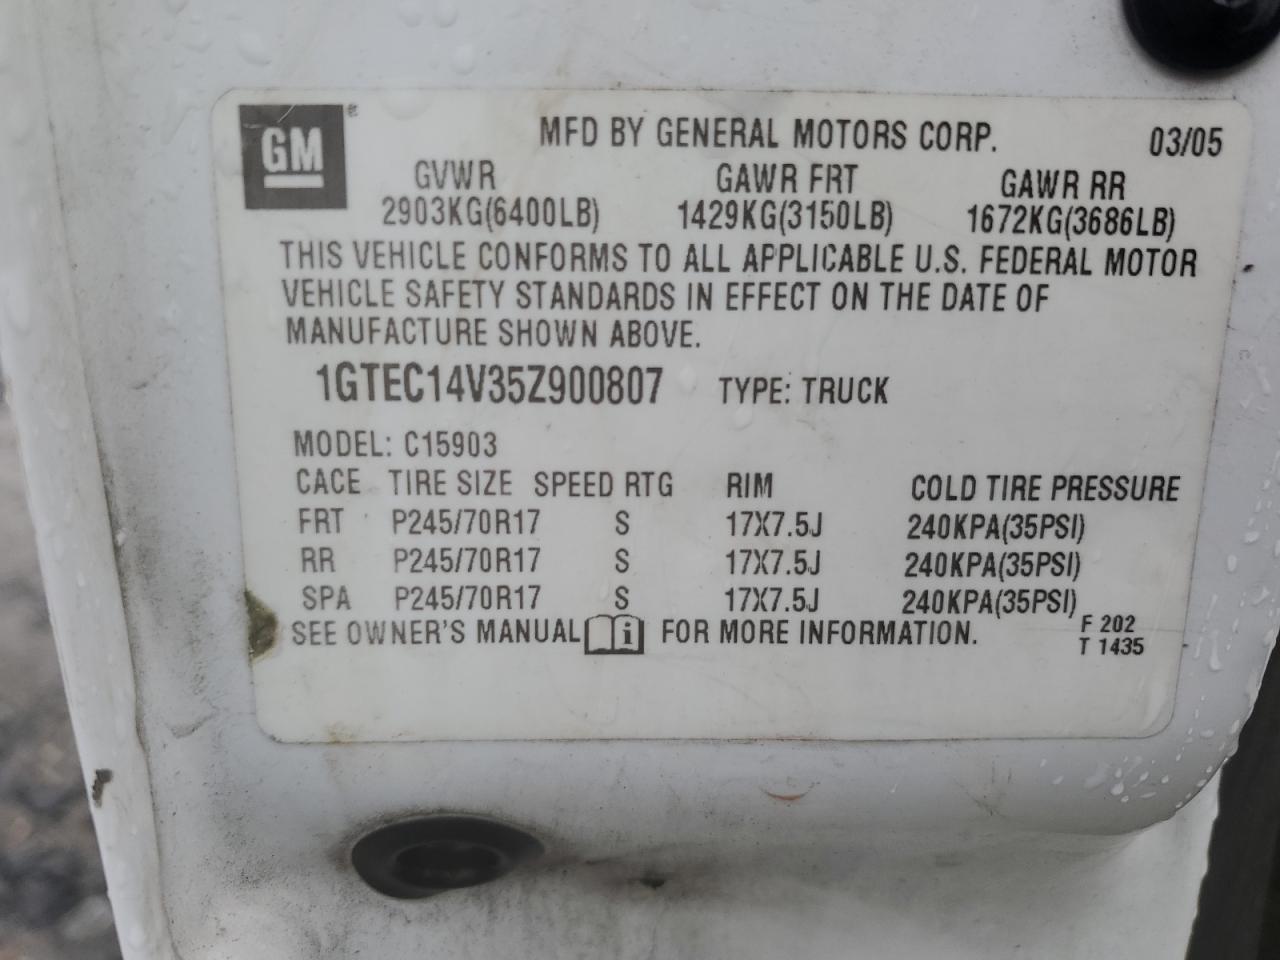 GM®
MFD BY GENERAL MOTORS CORP. 03/05
GVWR GAWR FRT GAWR RR
2903KG(6400LB) 1429KG(3150LB) 1672KG(3686LB)
THIS VEHICLE CONFORMS TO ALL APPLICABLE U.S. FEDERAL MOTOR
VEHICLE SAFETY STANDARDS IN EFFECT ON THE DATE OF
MANUFACTURE SHOWN ABOVE.
1GTEC14V35Z900807 TYPE: TRUCK
MODEL: C15903
CACE TIRE SIZE SPEED RTG RIM COLD TIRE PRESSURE
FRT P245/70R17 S 17X7.5J 240KPA(35PSI)
RR P245/70R17 S 17X7.5J 240KPA(35PSI)
SPA P245/70R17 S 17X7.5J 240KPA(35PSI)
SEE OWNER'S MANUAL i FOR MORE INFORMATION.
F 202
T 1435